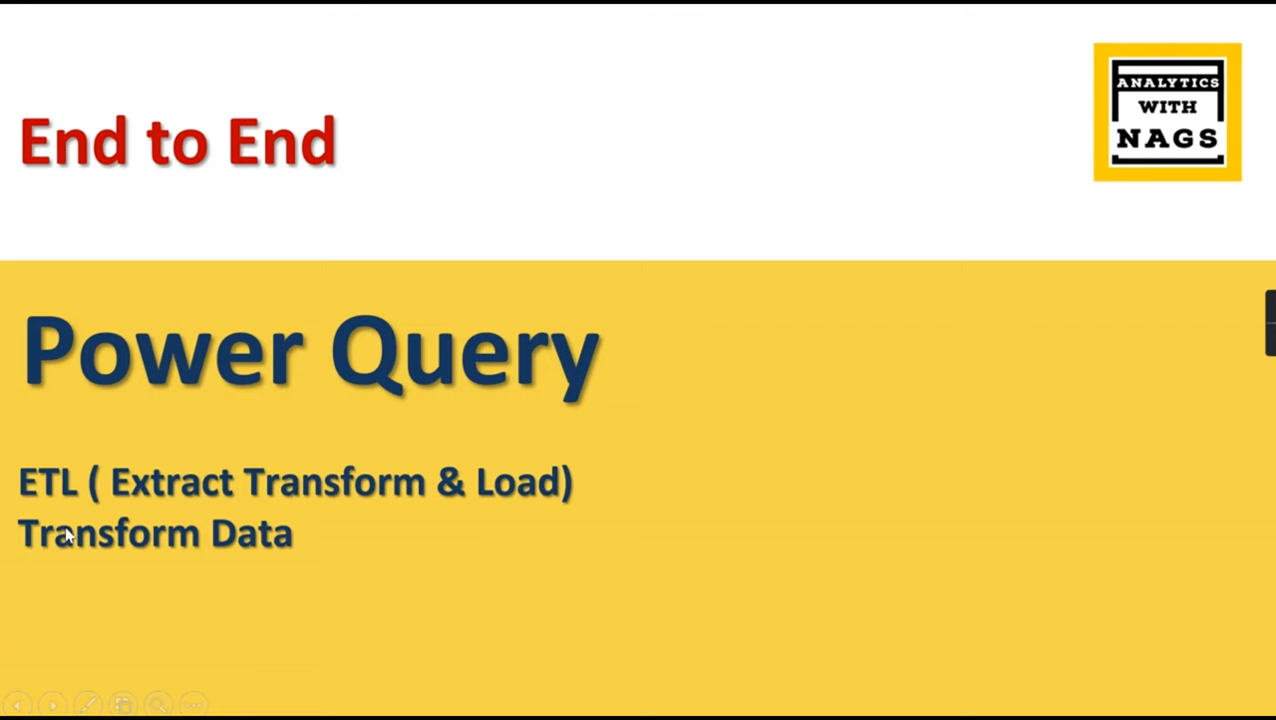 ANALYTICS
WITH
NAGS
End to End
Power Query
ETL ( Extract Transform & Load)
Transform Data